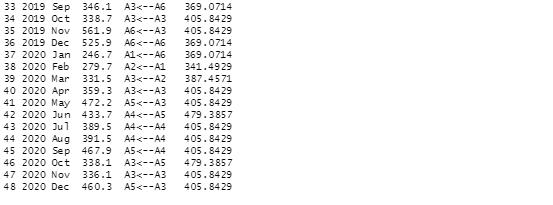 33 2019 Sep 346.1 A3<--A6 369.0714
34 2019 Oct 338.7 A3<--A3 405.8429
35 2019 Nov 561.9 A6<--A3 405.8429
36 2019 Dec 525.9 A6<--A6 369.0714
37 2020 Jan 246.7 A1<--A6 369.0714
38 2020 Feb 279.7 A2<--A1 341.4929
39 2020 Mar 331.5 A3<--A2 387.4571
40 2020 Apr 359.3 A3<--A3 405.8429
41 2020 May 472.2 A5<--A3 405.8429
42 2020 Jun 433.7 A4<--A5 479.3857
43 2020 Jul 389.5 A4<--A4 405.8429
44 2020 Aug 391.5 A4<--A4 405.8429
45 2020 Sep 467.9 A5<--A4 405.8429
46 2020 Oct 338.1 A3<--A5 479.3857
47 2020 Nov 336.1 A3<--A3 405.8429
48 2020 Dec 460.3 A5<--A3 405.8429